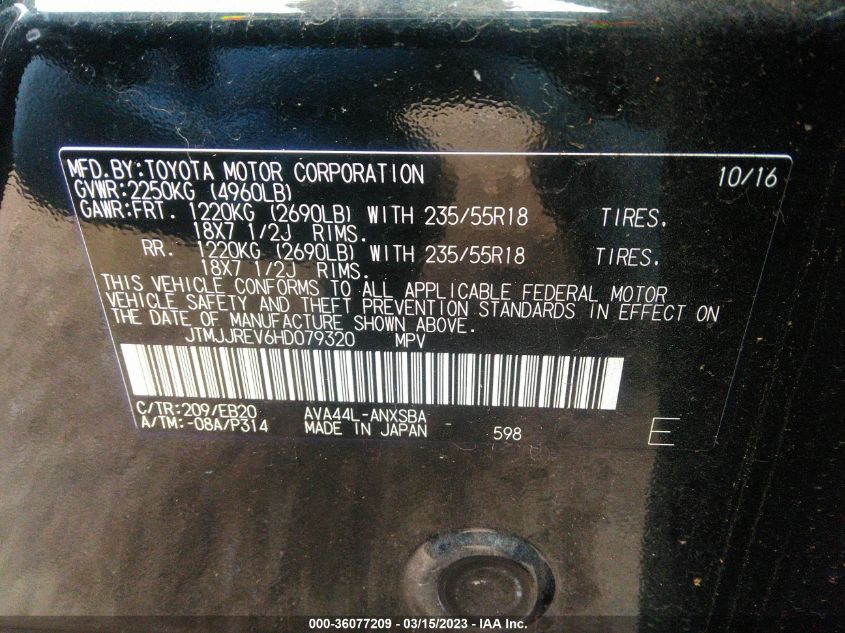 MFD.BY:TOYOTA MOTOR CORPORATION 10/16
GVWR:2250KG (4960LB)
GAWR:FRT. 1220KG (2690LB) WITH 235/55R18 TIRES.
18X7 1/2J RIMS.
RR. 1220KG (2690LB) WITH 235/55R18 TIRES.
18X7 1/2J RIMS.
THIS VEHICLE CONFORMS TO ALL APPLICABLE FEDERAL MOTOR
VEHICLE SAFETY AND THEFT PREVENTION STANDARDS IN EFFECT ON
THE DATE OF MANUFACTURE SHOWN ABOVE.
JTMJJREV6HD079320 MPV
C/TR:209/EB20 AVA44L-ANXSBA
A/TM:-08A/P314 MADE IN JAPAN 598 E
000-36077209 - 03/15/2023 - IAA Inc.